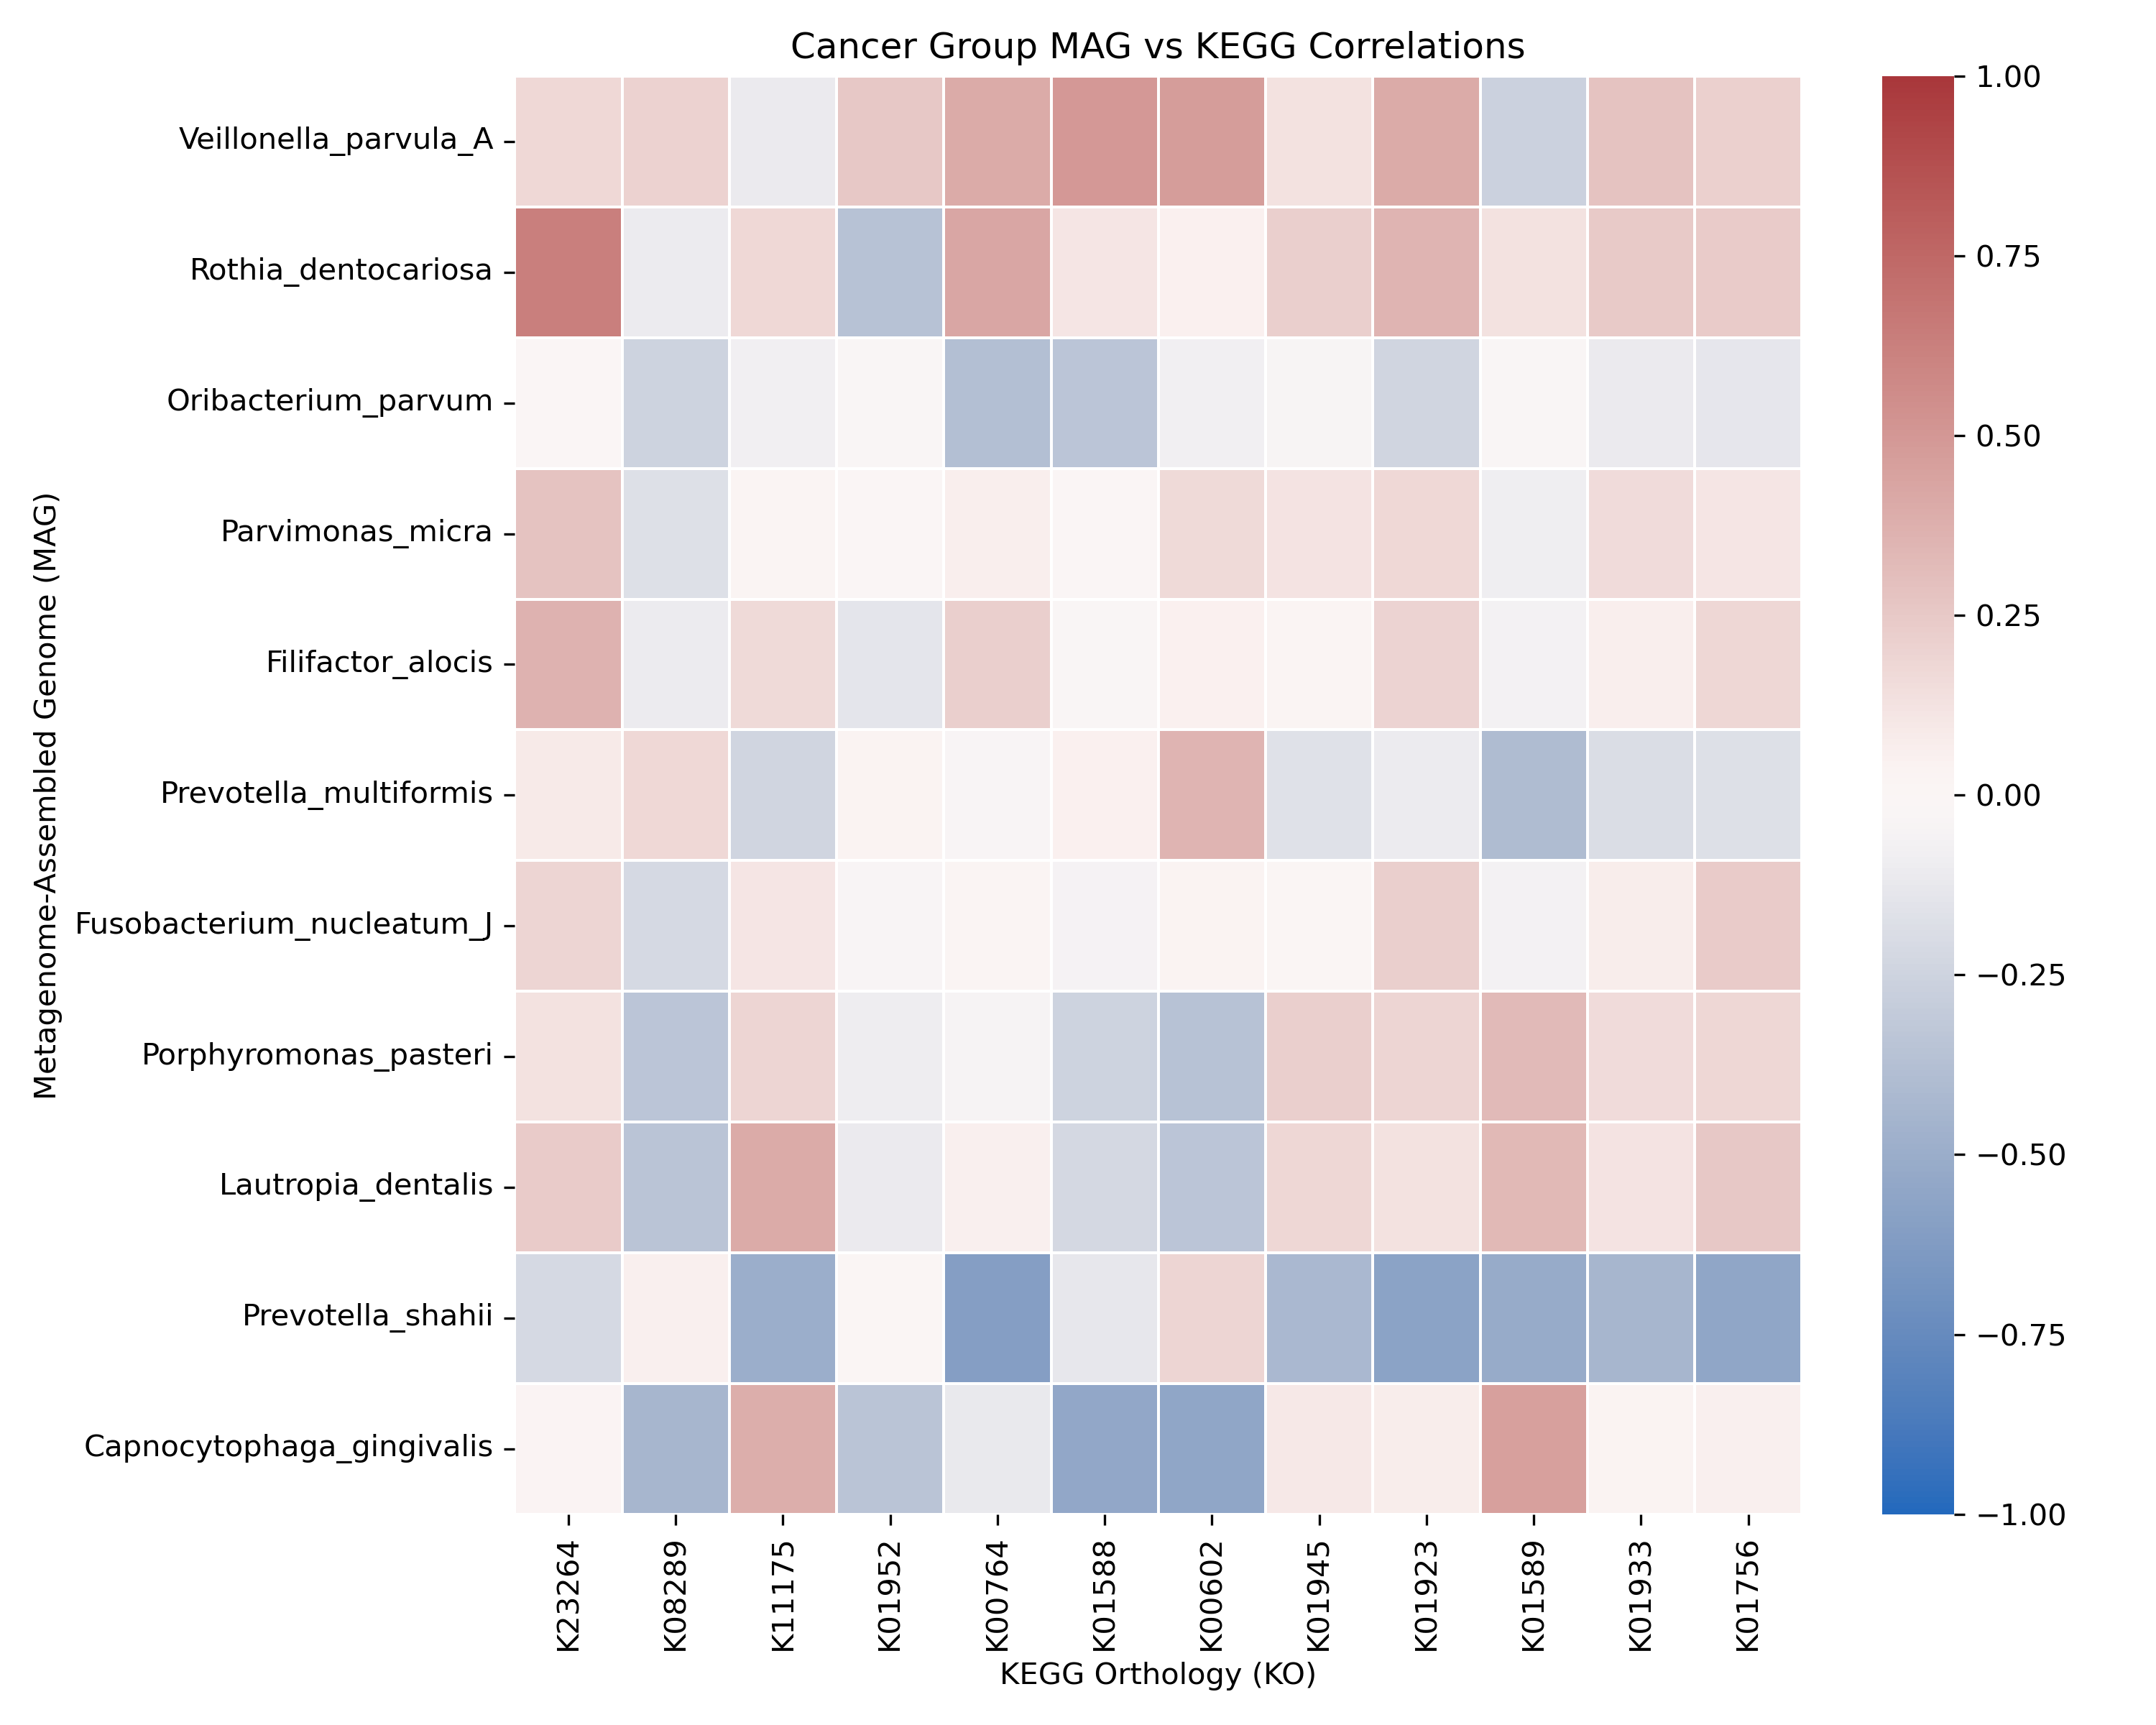 Cancer Group MAG vs KEGG Correlations
Metagenome-Assembled Genome (MAG)
Veillonella_parvula_A
Rothia_dentocariosa
Oribacterium_parvum
Parvimonas_micra
Filifactor_alocis
Prevotella_multiformis
Fusobacterium_nucleatum_J
Porphyromonas_pasteri
Lautropia_dentalis
Prevotella_shahii
Capnocytophaga_gingivalis
K23264
K08289
K11175
K01952
K00764
K01588
K00602
K01945
K01923
K01589
K01933
K01756
KEGG Orthology (KO)
1.00
0.75
0.50
0.25
0.00
−0.25
−0.50
−0.75
−1.00